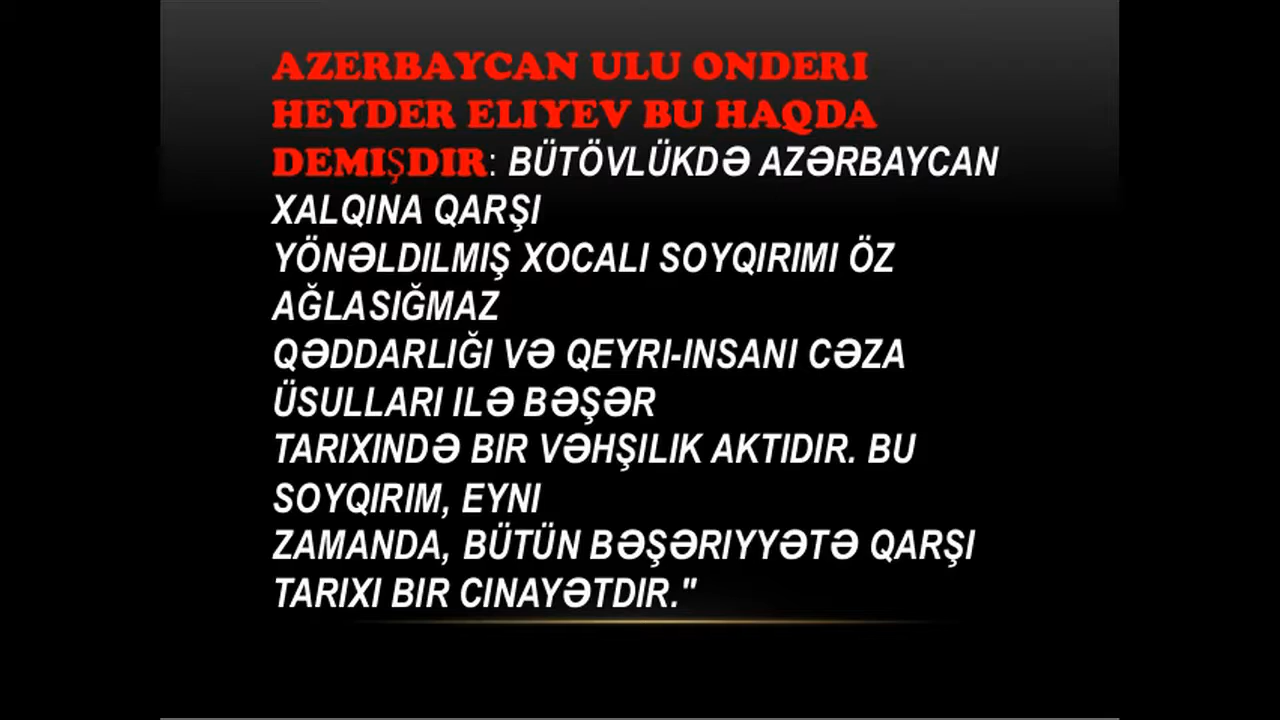 AZERBAYCAN ULU ONDERI
HEYDER ELIYEV BU HAQDA
DEMIŞDIR: BÜTÖVLÜKDƏ AZƏRBAYCAN
XALQINA QARŞI
YÖNƏLDILMIŞ XOCALI SOYQIRIMI ÖZ
AĞLASIĞMAZ
QƏDDARLIĞI VƏ QEYRI-INSANI CƏZA
ÜSULLARI ILƏ BƏŞƏR
TARIXINDƏ BIR VƏHŞILIK AKTIDIR. BU
SOYQIRIM, EYNI
ZAMANDA, BÜTÜN BƏŞƏRIYYƏTƏ QARŞI
TARIXI BIR CINAYƏTDIR."